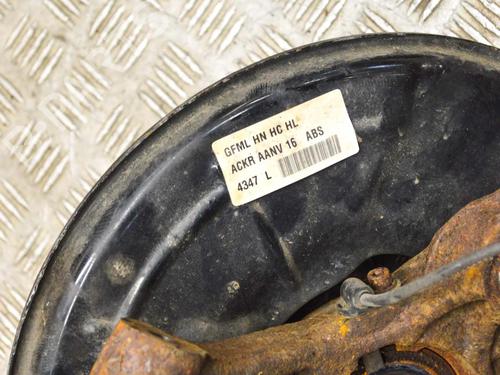 GFML HN HC HL
ACKR AANV 16 ABS
4347 L